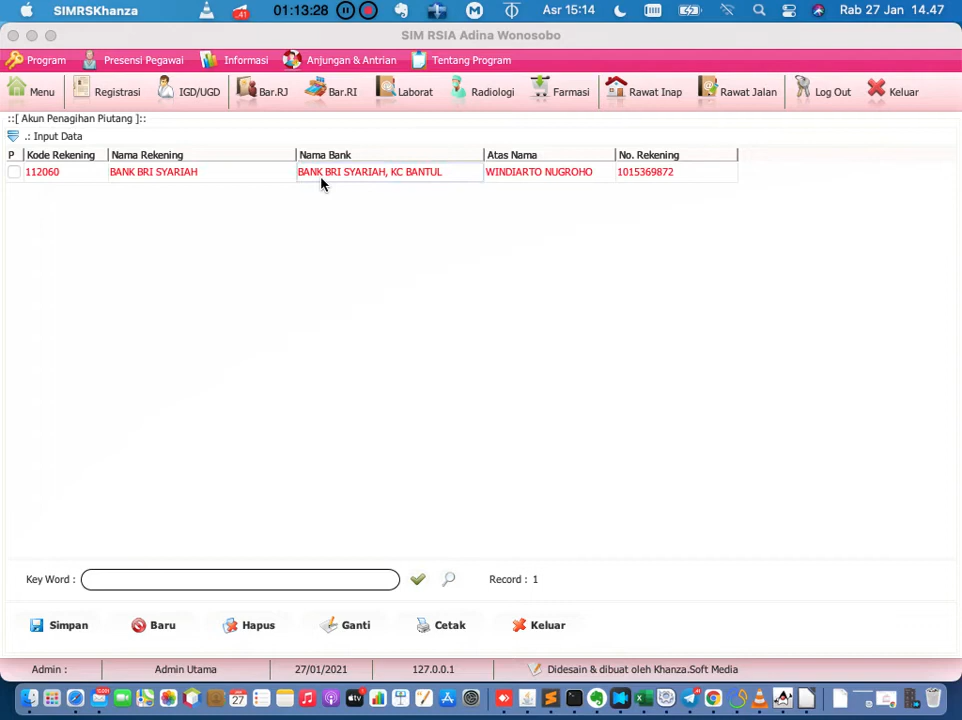 SIMRSKhanza 41 01:13:28 Asr 15:14 Rab 27 Jan 14.47
SIM RSIA Adina Wonosobo
Program Presensi Pegawai Informasi Anjungan & Antrian Tentang Program
Menu Registrasi IGD/UGD Bar.RJ Bar.RI Laborat Radiologi Farmasi Rawat Inap Rawat Jalan Log Out Keluar
::[ Akun Penagihan Piutang ]::
.: Input Data
P Kode Rekening Nama Rekening Nama Bank Atas Nama No. Rekening
112060 BANK BRI SYARIAH BANK BRI SYARIAH, KC BANTUL WINDIARTO NUGROHO 1015369872
Key Word : Record : 1
Simpan Baru Hapus Ganti Cetak Keluar
Admin : Admin Utama 27/01/2021 127.0.0.1 Didesain & dibuat oleh Khanza.Soft Media